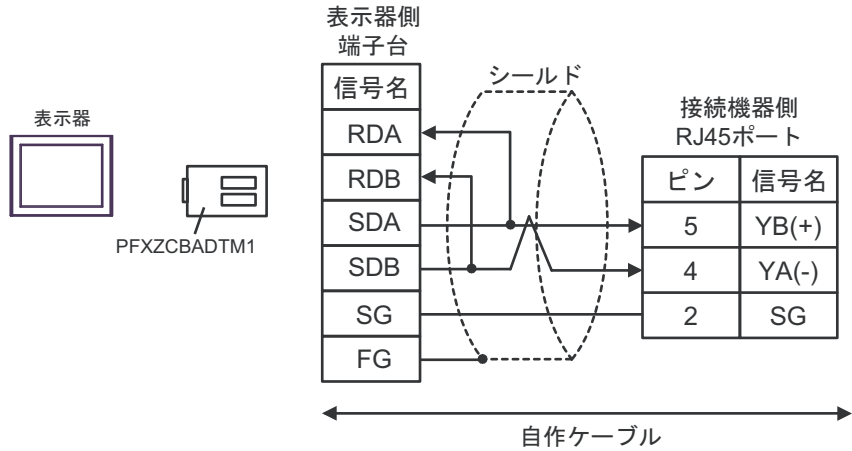 表示器
PFXZCBADTM1
表示器側
端子台
信号名
RDA
RDB
SDA
SDB
SG
FG
シールド
接続機器側
RJ45ポート
ピン 信号名
5 YB(+)
4 YA(-)
2 SG
自作ケーブル